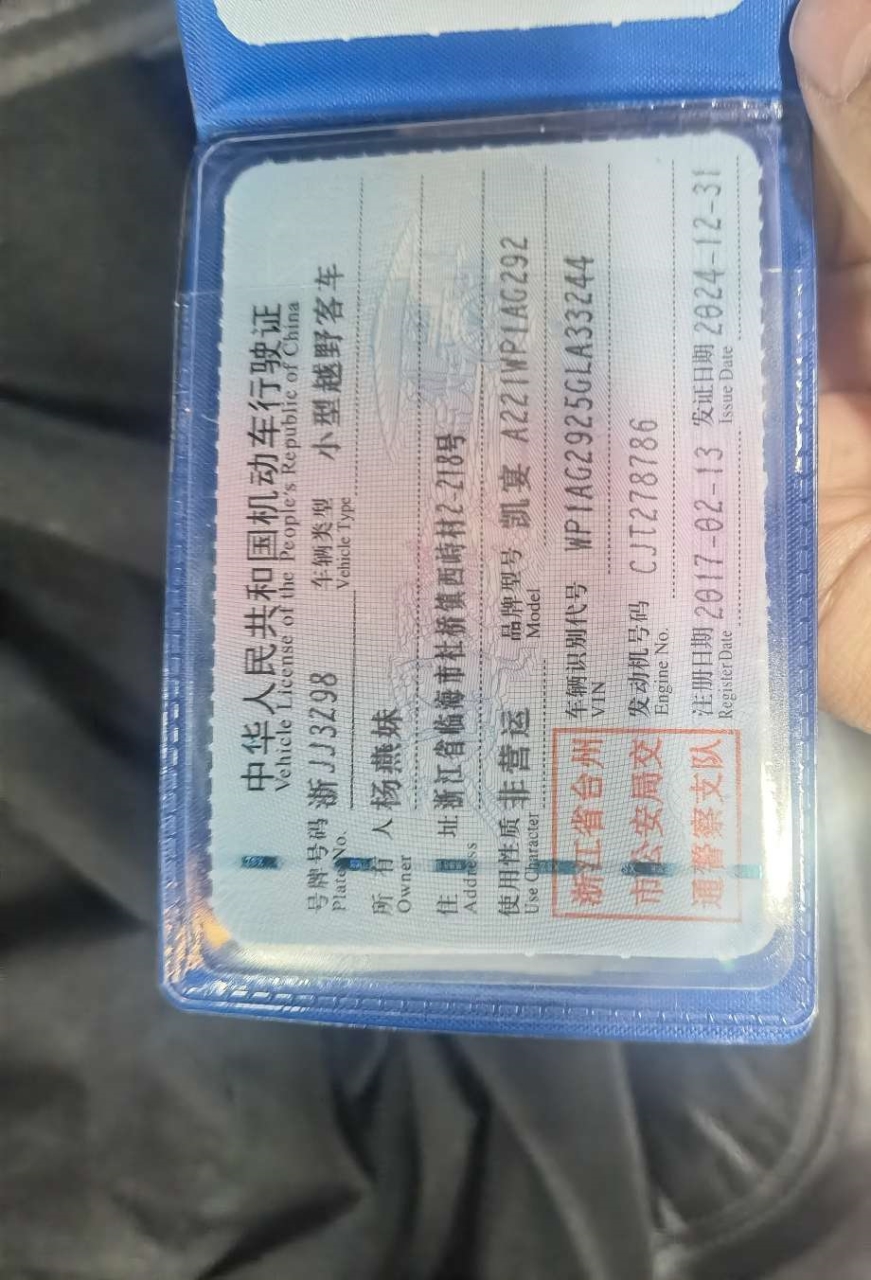 中华人民共和国机动车行驶证
Vehicle License of the People's Republic of China
号牌号码 浙JJ3Z98 车辆类型 小型越野客车
Plate No. Vehicle Type
所有人 杨燕妹
Owner
住址 浙江省临海市杜桥镇西峙村2-218号
Address
使用性质 非营运 品牌型号 凯宴 A221WP1AG292
Use Character Model
浙江省台州
市公安局交
通警察支队
车辆识别代号 WP1AG2925GLA33244
VIN
发动机号码 CJT278786
Engine No.
注册日期 2017-02-13 发证日期 2024-12-31
Register Date Issue Date